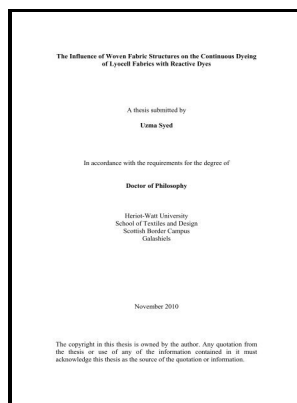 The Influence of Woven Fabric Structures on the Continuous Dyeing
of Lyocell Fabrics with Reactive Dyes
A thesis submitted by
Uzma Syed
In accordance with the requirements for the degree of
Doctor of Philosophy
Heriot-Watt University
School of Textiles and Design
Scottish Border Campus
Galashiels
November 2010
The copyright in this thesis is owned by the author. Any quotation from
the thesis or use of any of the information contained in it must
acknowledge this thesis as the source of the quotation or information.